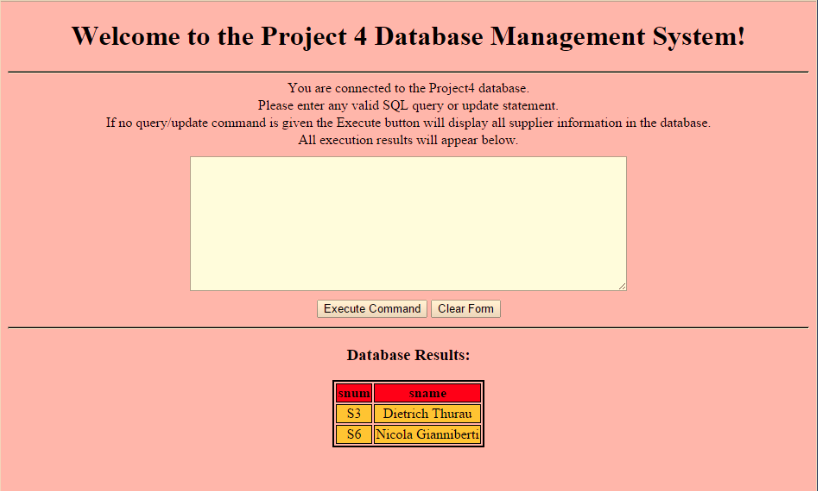 Welcome to the Project 4 Database Management System!
You are connected to the Project4 database.
Please enter any valid SQL query or update statement.
If no query/update command is given the Execute button will display all supplier information in the database.
All execution results will appear below.
Execute Command Clear Form
Database Results:
snum sname
S3 Dietrich Thurau
S6 Nicola Gianniberti